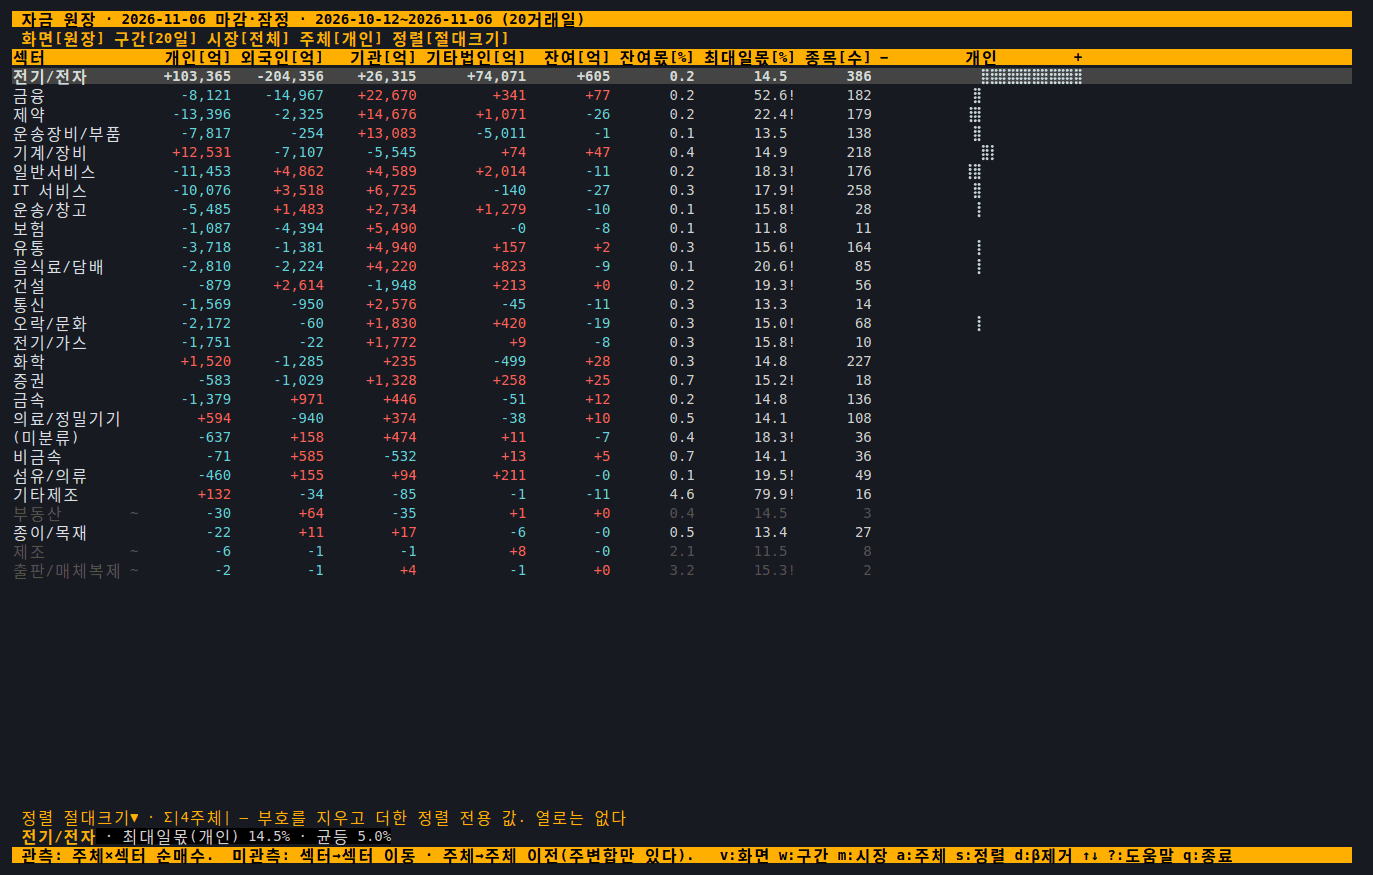 자금 원장 · 2026-11-06 마감·잠정 · 2026-10-12~2026-11-06 (20거래일)
화면[원장] 구간[20일] 시장[전체] 주체[개인] 정렬[절대크기]
섹터 개인[억] 외국인[억] 기관[억] 기타법인[억] 잔여[억] 잔여몫[%] 최대일몫[%] 종목[수] − 개인 +
전기/전자 +103,365 -204,356 +26,315 +74,071 +605 0.2 14.5 386
금융 -8,121 -14,967 +22,670 +341 +77 0.2 52.6! 182
제약 -13,396 -2,325 +14,676 +1,071 -26 0.2 22.4! 179
운송장비/부품 -7,817 -254 +13,083 -5,011 -1 0.1 13.5 138
기계/장비 +12,531 -7,107 -5,545 +74 +47 0.4 14.9 218
일반서비스 -11,453 +4,862 +4,589 +2,014 -11 0.2 18.3! 176
IT 서비스 -10,076 +3,518 +6,725 -140 -27 0.3 17.9! 258
운송/창고 -5,485 +1,483 +2,734 +1,279 -10 0.1 15.8! 28
보험 -1,087 -4,394 +5,490 -0 -8 0.1 11.8 11
유통 -3,718 -1,381 +4,940 +157 +2 0.3 15.6! 164
음식료/담배 -2,810 -2,224 +4,220 +823 -9 0.1 20.6! 85
건설 -879 +2,614 -1,948 +213 +0 0.2 19.3! 56
통신 -1,569 -950 +2,576 -45 -11 0.3 13.3 14
오락/문화 -2,172 -60 +1,830 +420 -19 0.3 15.0! 68
전기/가스 -1,751 -22 +1,772 +9 -8 0.3 15.8! 10
화학 +1,520 -1,285 +235 -499 +28 0.3 14.8 227
증권 -583 -1,029 +1,328 +258 +25 0.7 15.2! 18
금속 -1,379 +971 +446 -51 +12 0.2 14.8 136
의료/정밀기기 +594 -940 +374 -38 +10 0.5 14.1 108
(미분류) -637 +158 +474 +11 -7 0.4 18.3! 36
비금속 -71 +585 -532 +13 +5 0.7 14.1 36
섬유/의류 -460 +155 +94 +211 -0 0.1 19.5! 49
기타제조 +132 -34 -85 -1 -11 4.6 79.9! 16
부동산 ~ -30 +64 -35 +1 +0 0.4 14.5 3
종이/목재 -22 +11 +17 -6 -0 0.5 13.4 27
제조 ~ -6 -1 -1 +8 -0 2.1 11.5 8
출판/매체복제 ~ -2 -1 +4 -1 +0 3.2 15.3! 2
정렬 절대크기▼ · Σ|4주체| — 부호를 지우고 더한 정렬 전용 값. 열로는 없다
전기/전자 · 최대일몫(개인) 14.5% · 균등 5.0%
관측: 주체×섹터 순매수. 미관측: 섹터→섹터 이동 · 주체→주체 이전(주변합만 있다). v:화면 w:구간 m:시장 a:주체 s:정렬 d:β제거 ↑↓ ?:도움말 q:종료